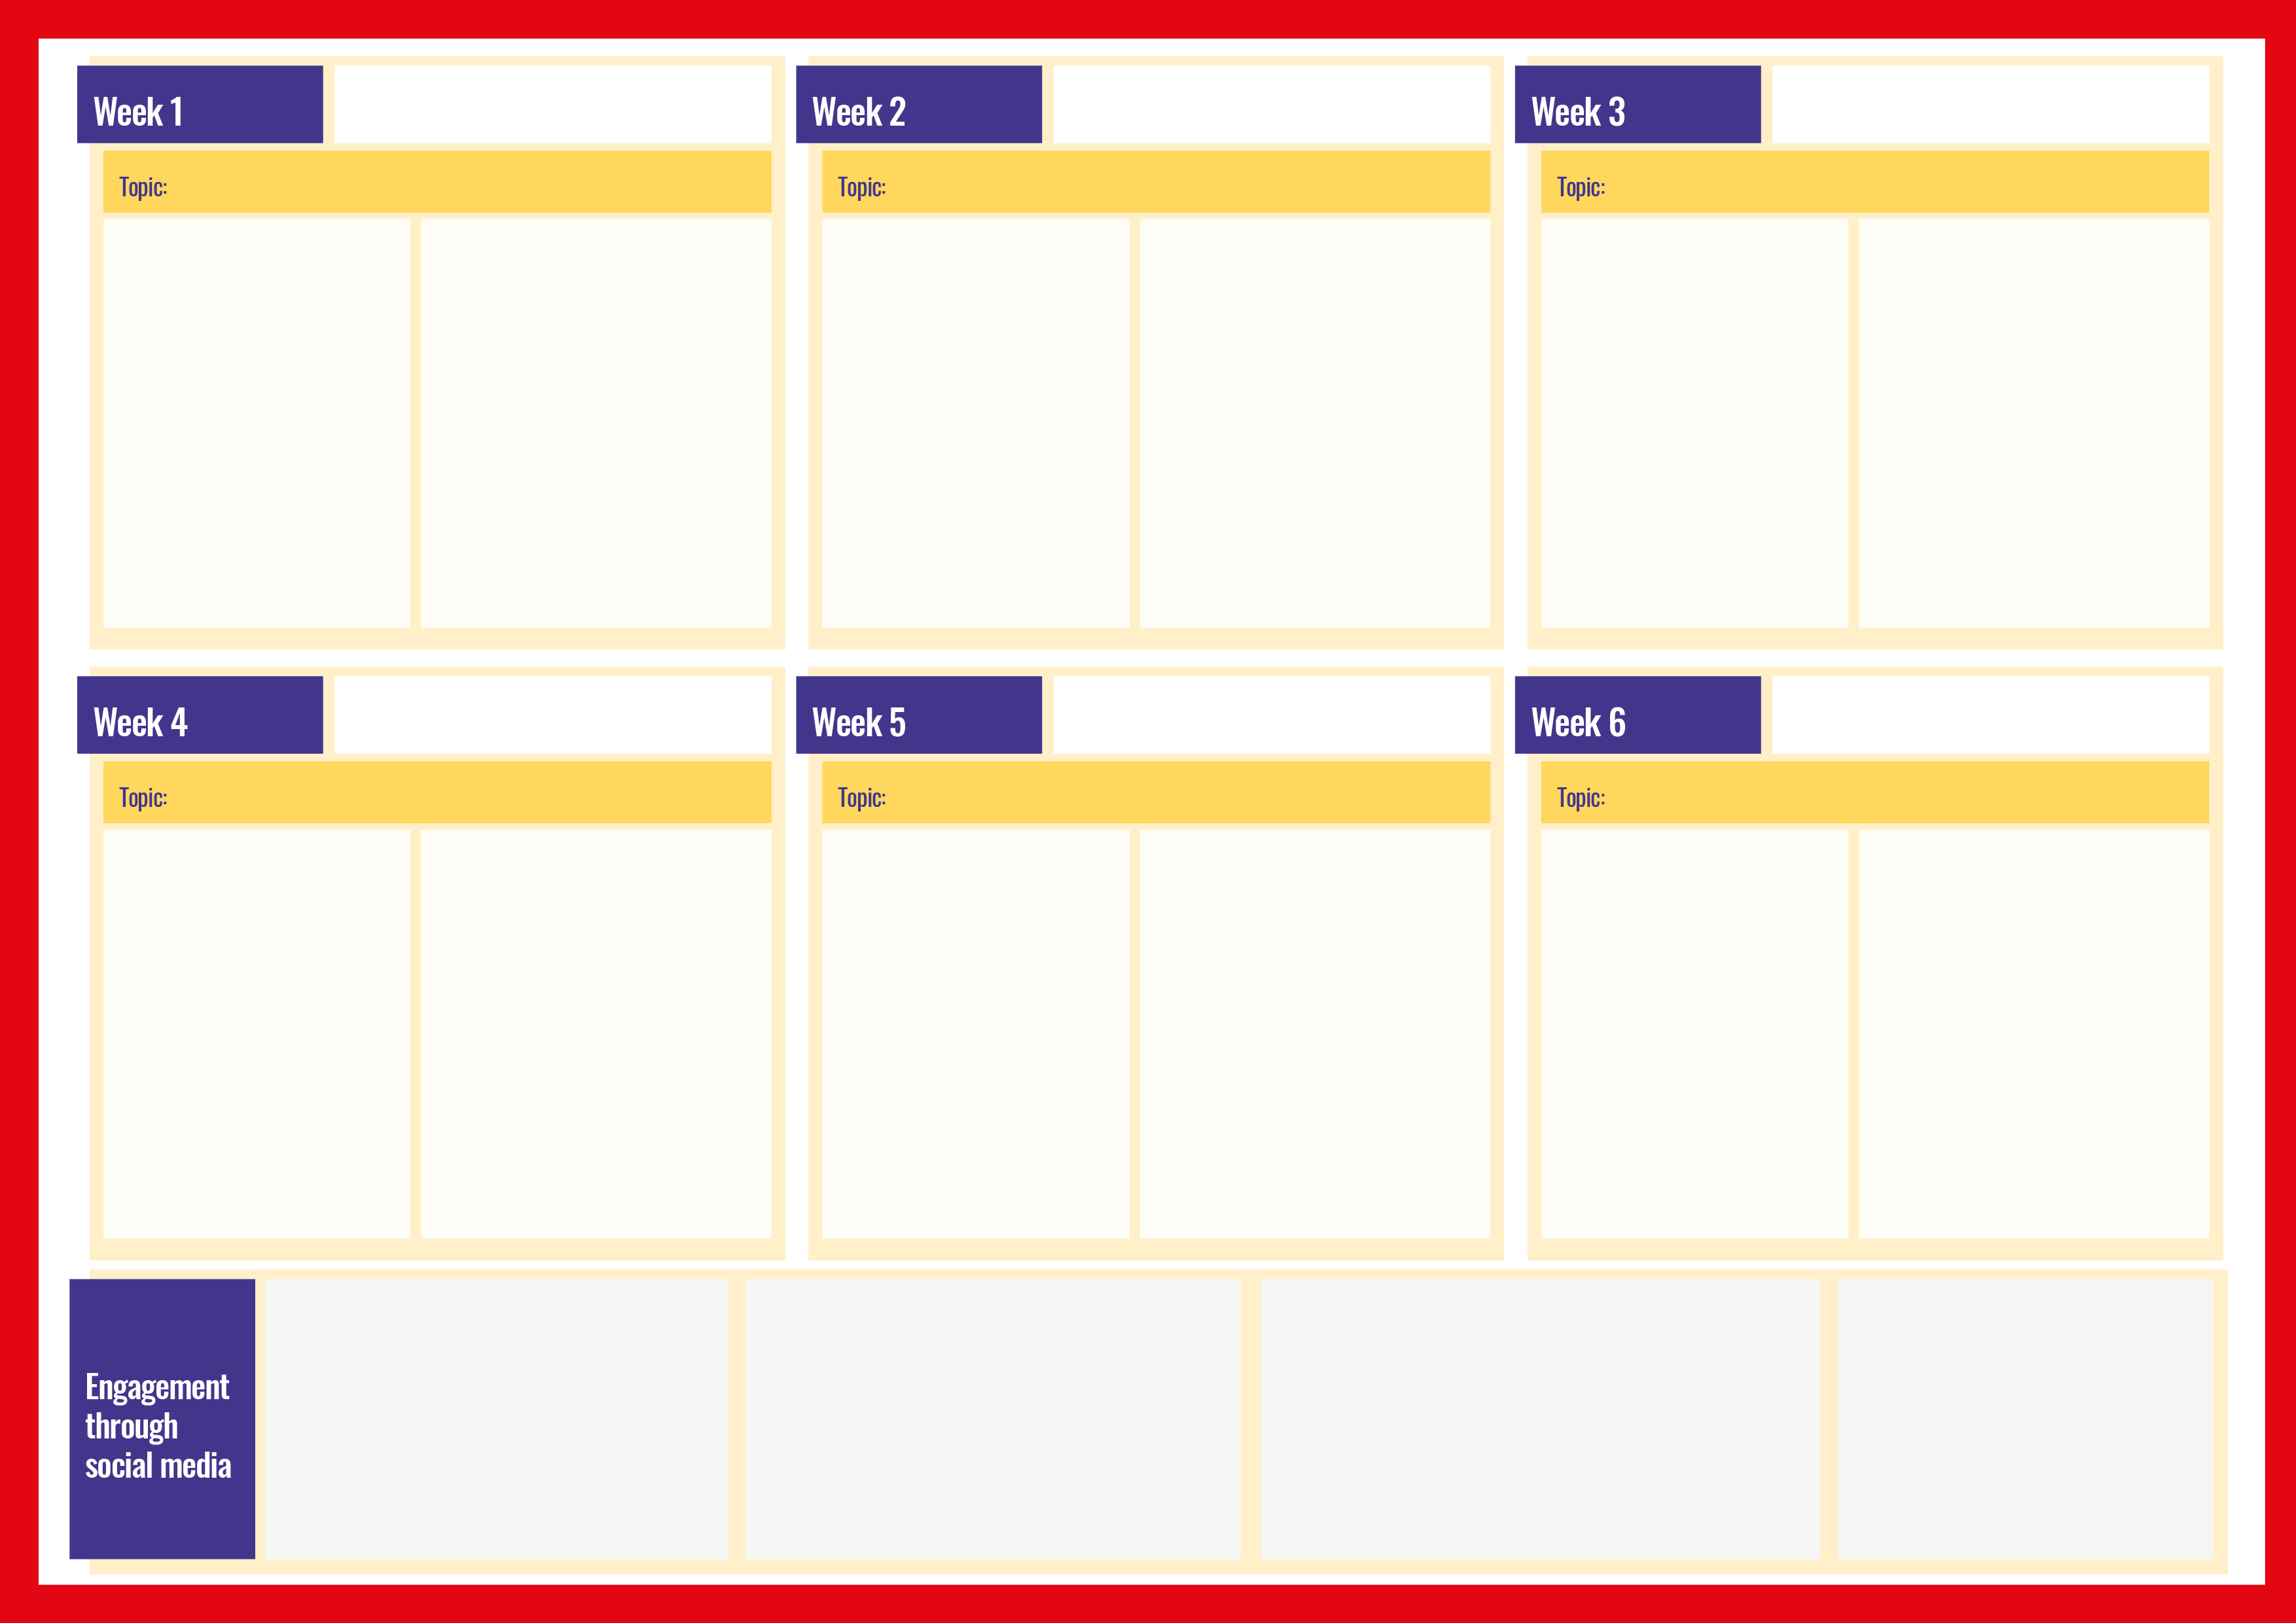 Week 1
Week 2
Week 3
Topic:
Topic:
Topic:
Week 4
Week 5
Week 6
Topic:
Topic:
Topic:
Engagement
through
social media